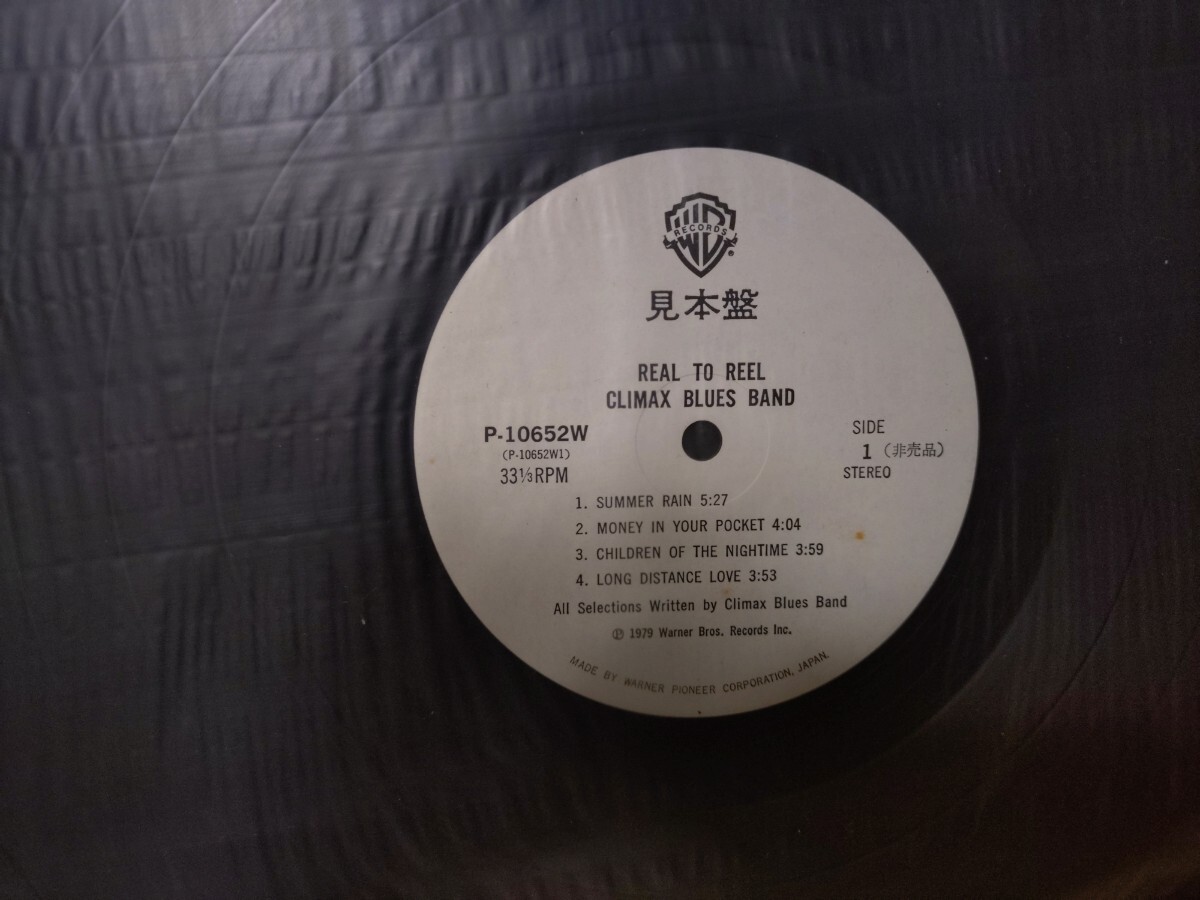 RECORDS
見本盤
REAL TO REEL
CLIMAX BLUES BAND
P-10652W
(P-10652W1)
33⅓RPM
SIDE
1 (非売品)
STEREO
1. SUMMER RAIN 5:27
2. MONEY IN YOUR POCKET 4:04
3. CHILDREN OF THE NIGHTIME 3:59
4. LONG DISTANCE LOVE 3:53
All Selections Written by Climax Blues Band
℗ 1979 Warner Bros. Records Inc.
MADE BY WARNER PIONEER CORPORATION, JAPAN.